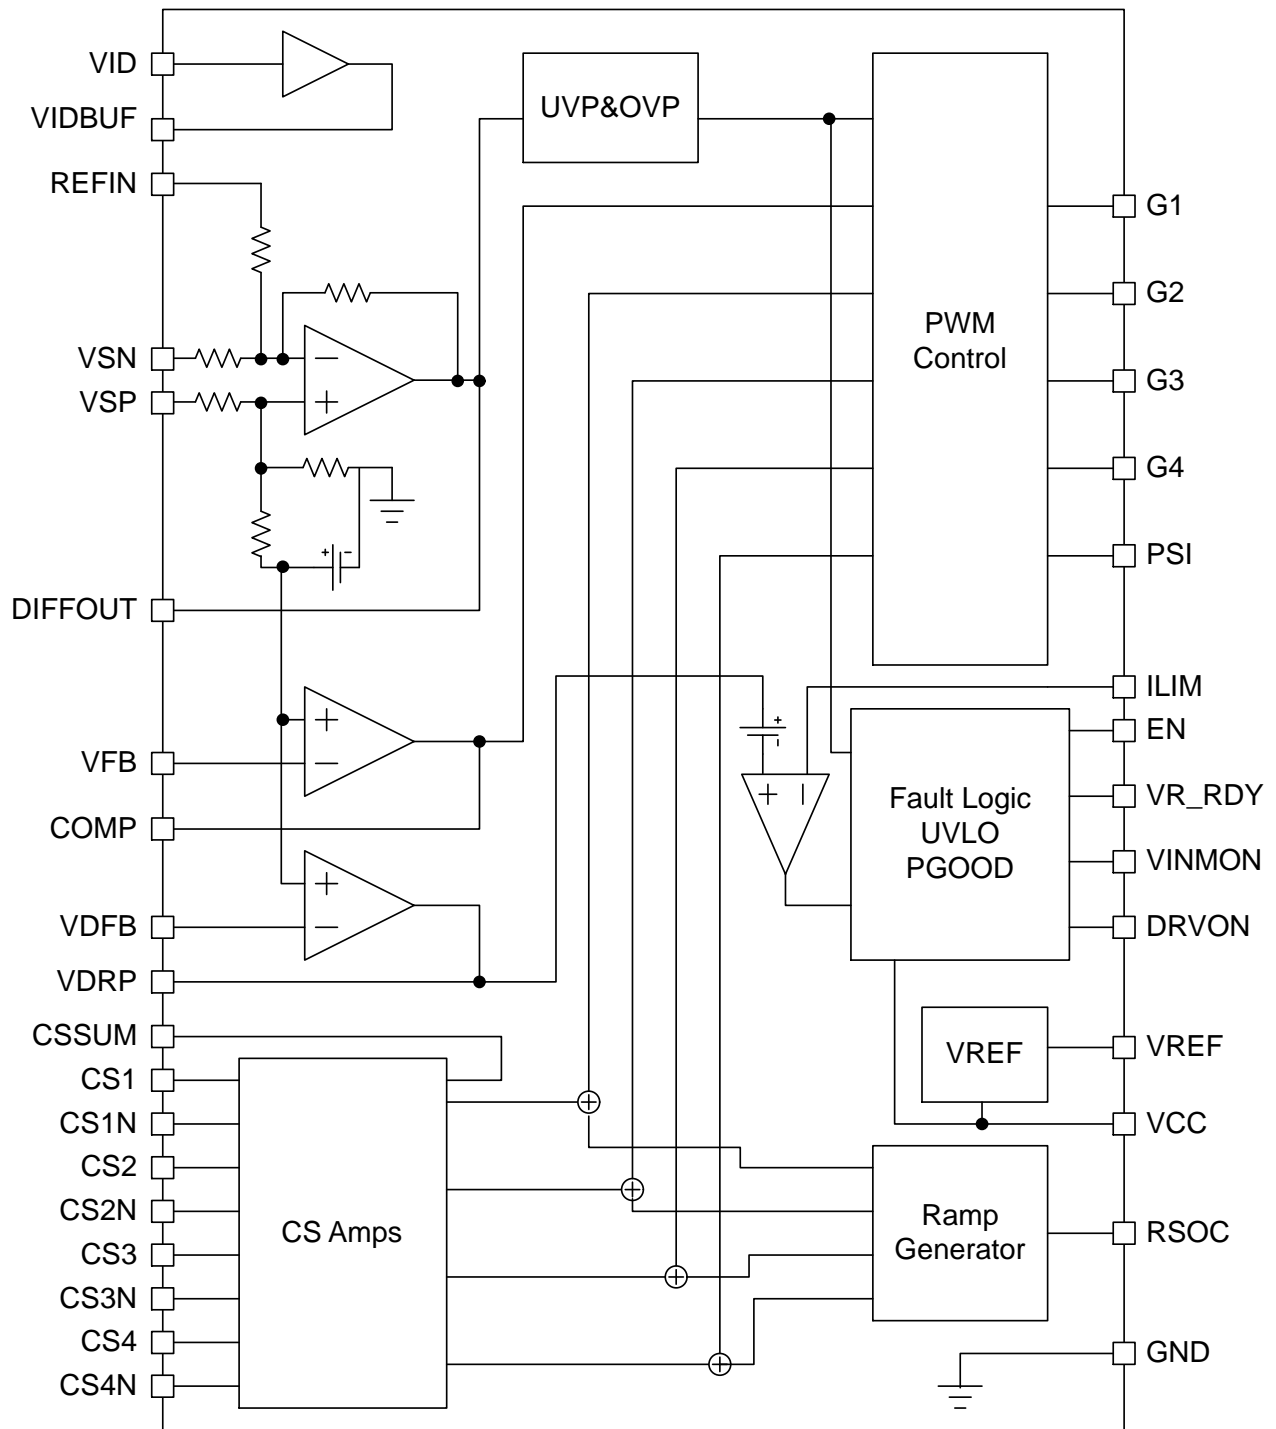 VID
VIDBUF
REFIN
VSN
VSP
DIFFOUT
VFB
COMP
VDFB
VDRP
CSSUM
CS1
CS1N
CS2
CS2N
CS3
CS3N
CS4
CS4N
UVP&OVP
PWM
Control
Fault Logic
UVLO
PGOOD
VREF
CS Amps
Ramp
Generator
G1
G2
G3
G4
PSI
ILIM
EN
VR_RDY
VINMON
DRVON
VREF
VCC
RSOC
GND